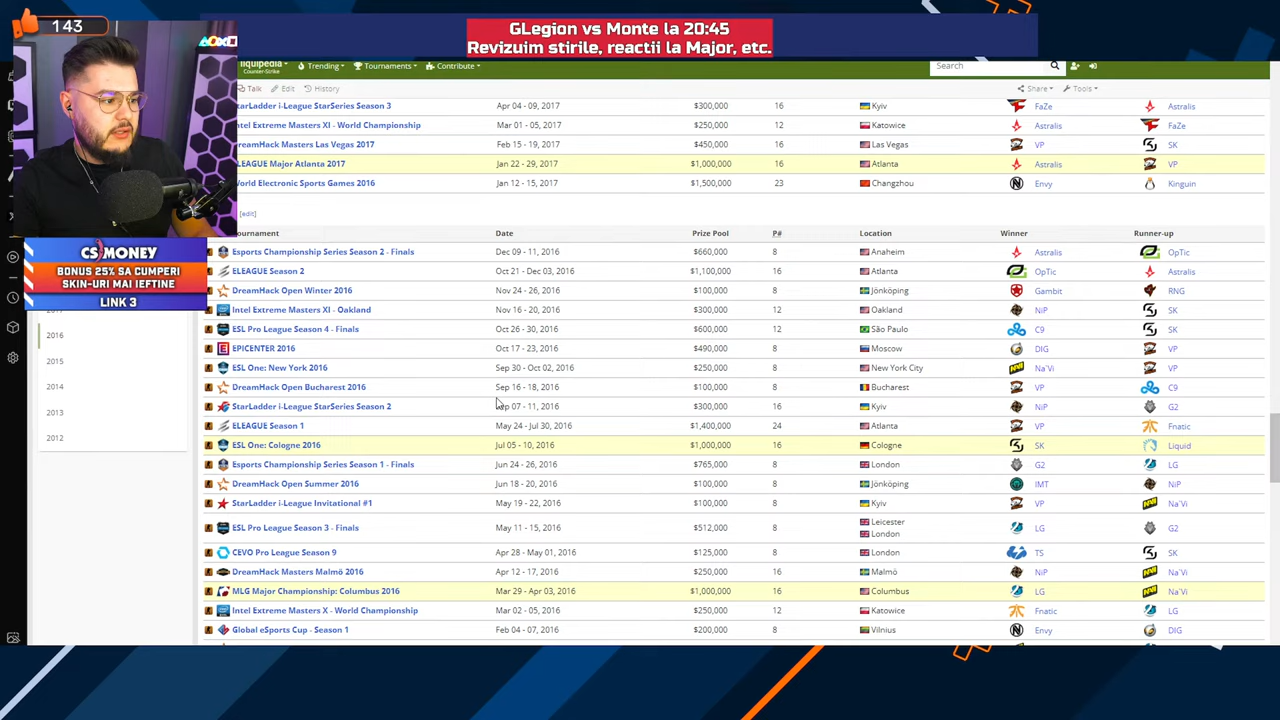 143
GLegion vs Monte la 20:45
Revizuim stirile, reactii la Major, etc.
liquipedia
Counter-Strike
Trending
Tournaments
Contribute
Search
Talk Edit History Share Tools
StarLadder i-League StarSeries Season 3 Apr 04 - 09, 2017 $300,000 16 Kyiv FaZe Astralis
Intel Extreme Masters XI - World Championship Mar 01 - 05, 2017 $250,000 12 Katowice Astralis FaZe
DreamHack Masters Las Vegas 2017 Feb 15 - 19, 2017 $450,000 16 Las Vegas VP SK
ELEAGUE Major Atlanta 2017 Jan 22 - 29, 2017 $1,000,000 16 Atlanta Astralis VP
World Electronic Sports Games 2016 Jan 12 - 15, 2017 $1,500,000 23 Changzhou Envy Kinguin
[edit]
Tournament Date Prize Pool P# Location Winner Runner-up
Esports Championship Series Season 2 - Finals Dec 09 - 11, 2016 $660,000 8 Anaheim Astralis OpTic
ELEAGUE Season 2 Oct 21 - Dec 03, 2016 $1,100,000 16 Atlanta OpTic Astralis
DreamHack Open Winter 2016 Nov 24 - 26, 2016 $100,000 8 Jönköping Gambit RNG
Intel Extreme Masters XI - Oakland Nov 16 - 20, 2016 $300,000 12 Oakland NiP SK
ESL Pro League Season 4 - Finals Oct 26 - 30, 2016 $600,000 12 São Paulo C9 SK
EPICENTER 2016 Oct 17 - 23, 2016 $490,000 8 Moscow DIG VP
ESL One: New York 2016 Sep 30 - Oct 02, 2016 $250,000 8 New York City Na`Vi VP
DreamHack Open Bucharest 2016 Sep 16 - 18, 2016 $100,000 8 Bucharest VP C9
StarLadder i-League StarSeries Season 2 Sep 07 - 11, 2016 $300,000 16 Kyiv NiP G2
ELEAGUE Season 1 May 24 - Jul 30, 2016 $1,400,000 24 Atlanta VP Fnatic
ESL One: Cologne 2016 Jul 05 - 10, 2016 $1,000,000 16 Cologne SK Liquid
Esports Championship Series Season 1 - Finals Jun 24 - 26, 2016 $765,000 8 London G2 LG
DreamHack Open Summer 2016 Jun 18 - 20, 2016 $100,000 8 Jönköping IMT NiP
StarLadder i-League Invitational #1 May 19 - 22, 2016 $100,000 8 Kyiv VP Na`Vi
ESL Pro League Season 3 - Finals May 11 - 15, 2016 $512,000 8 Leicester London LG G2
CEVO Pro League Season 9 Apr 28 - May 01, 2016 $125,000 8 London TS SK
DreamHack Masters Malmö 2016 Apr 12 - 17, 2016 $250,000 16 Malmö NiP Na`Vi
MLG Major Championship: Columbus 2016 Mar 29 - Apr 03, 2016 $1,000,000 16 Columbus LG Na`Vi
Intel Extreme Masters X - World Championship Mar 02 - 05, 2016 $250,000 12 Katowice Fnatic LG
Global eSports Cup - Season 1 Feb 04 - 07, 2016 $200,000 8 Vilnius Envy DIG
CS MONEY
BONUS 25% SA CUMPERI
SKIN-URI MAI IEFTINE
LINK 3
2016
2015
2014
2013
2012